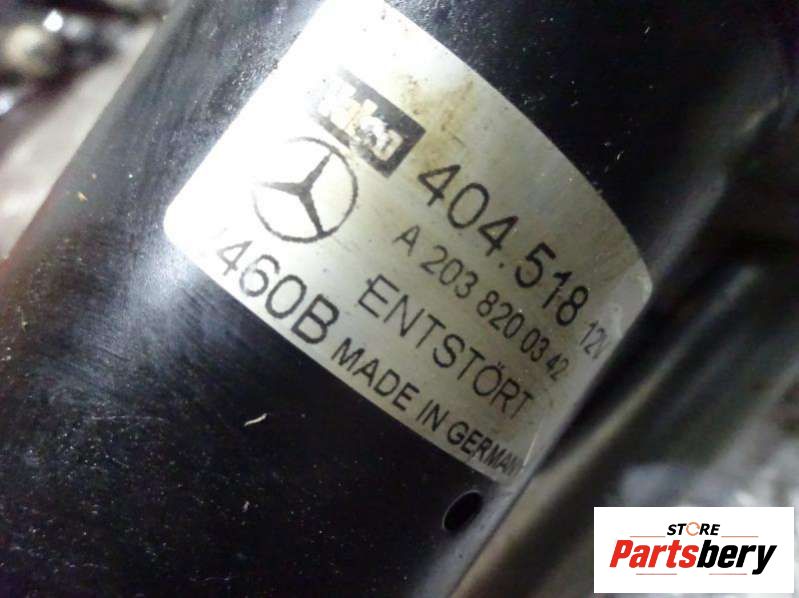 Valeo
404.518 12V
A 203 820 03 42
ENTSTÖRT
460B MADE IN GERMANY
STORE
Partsbery